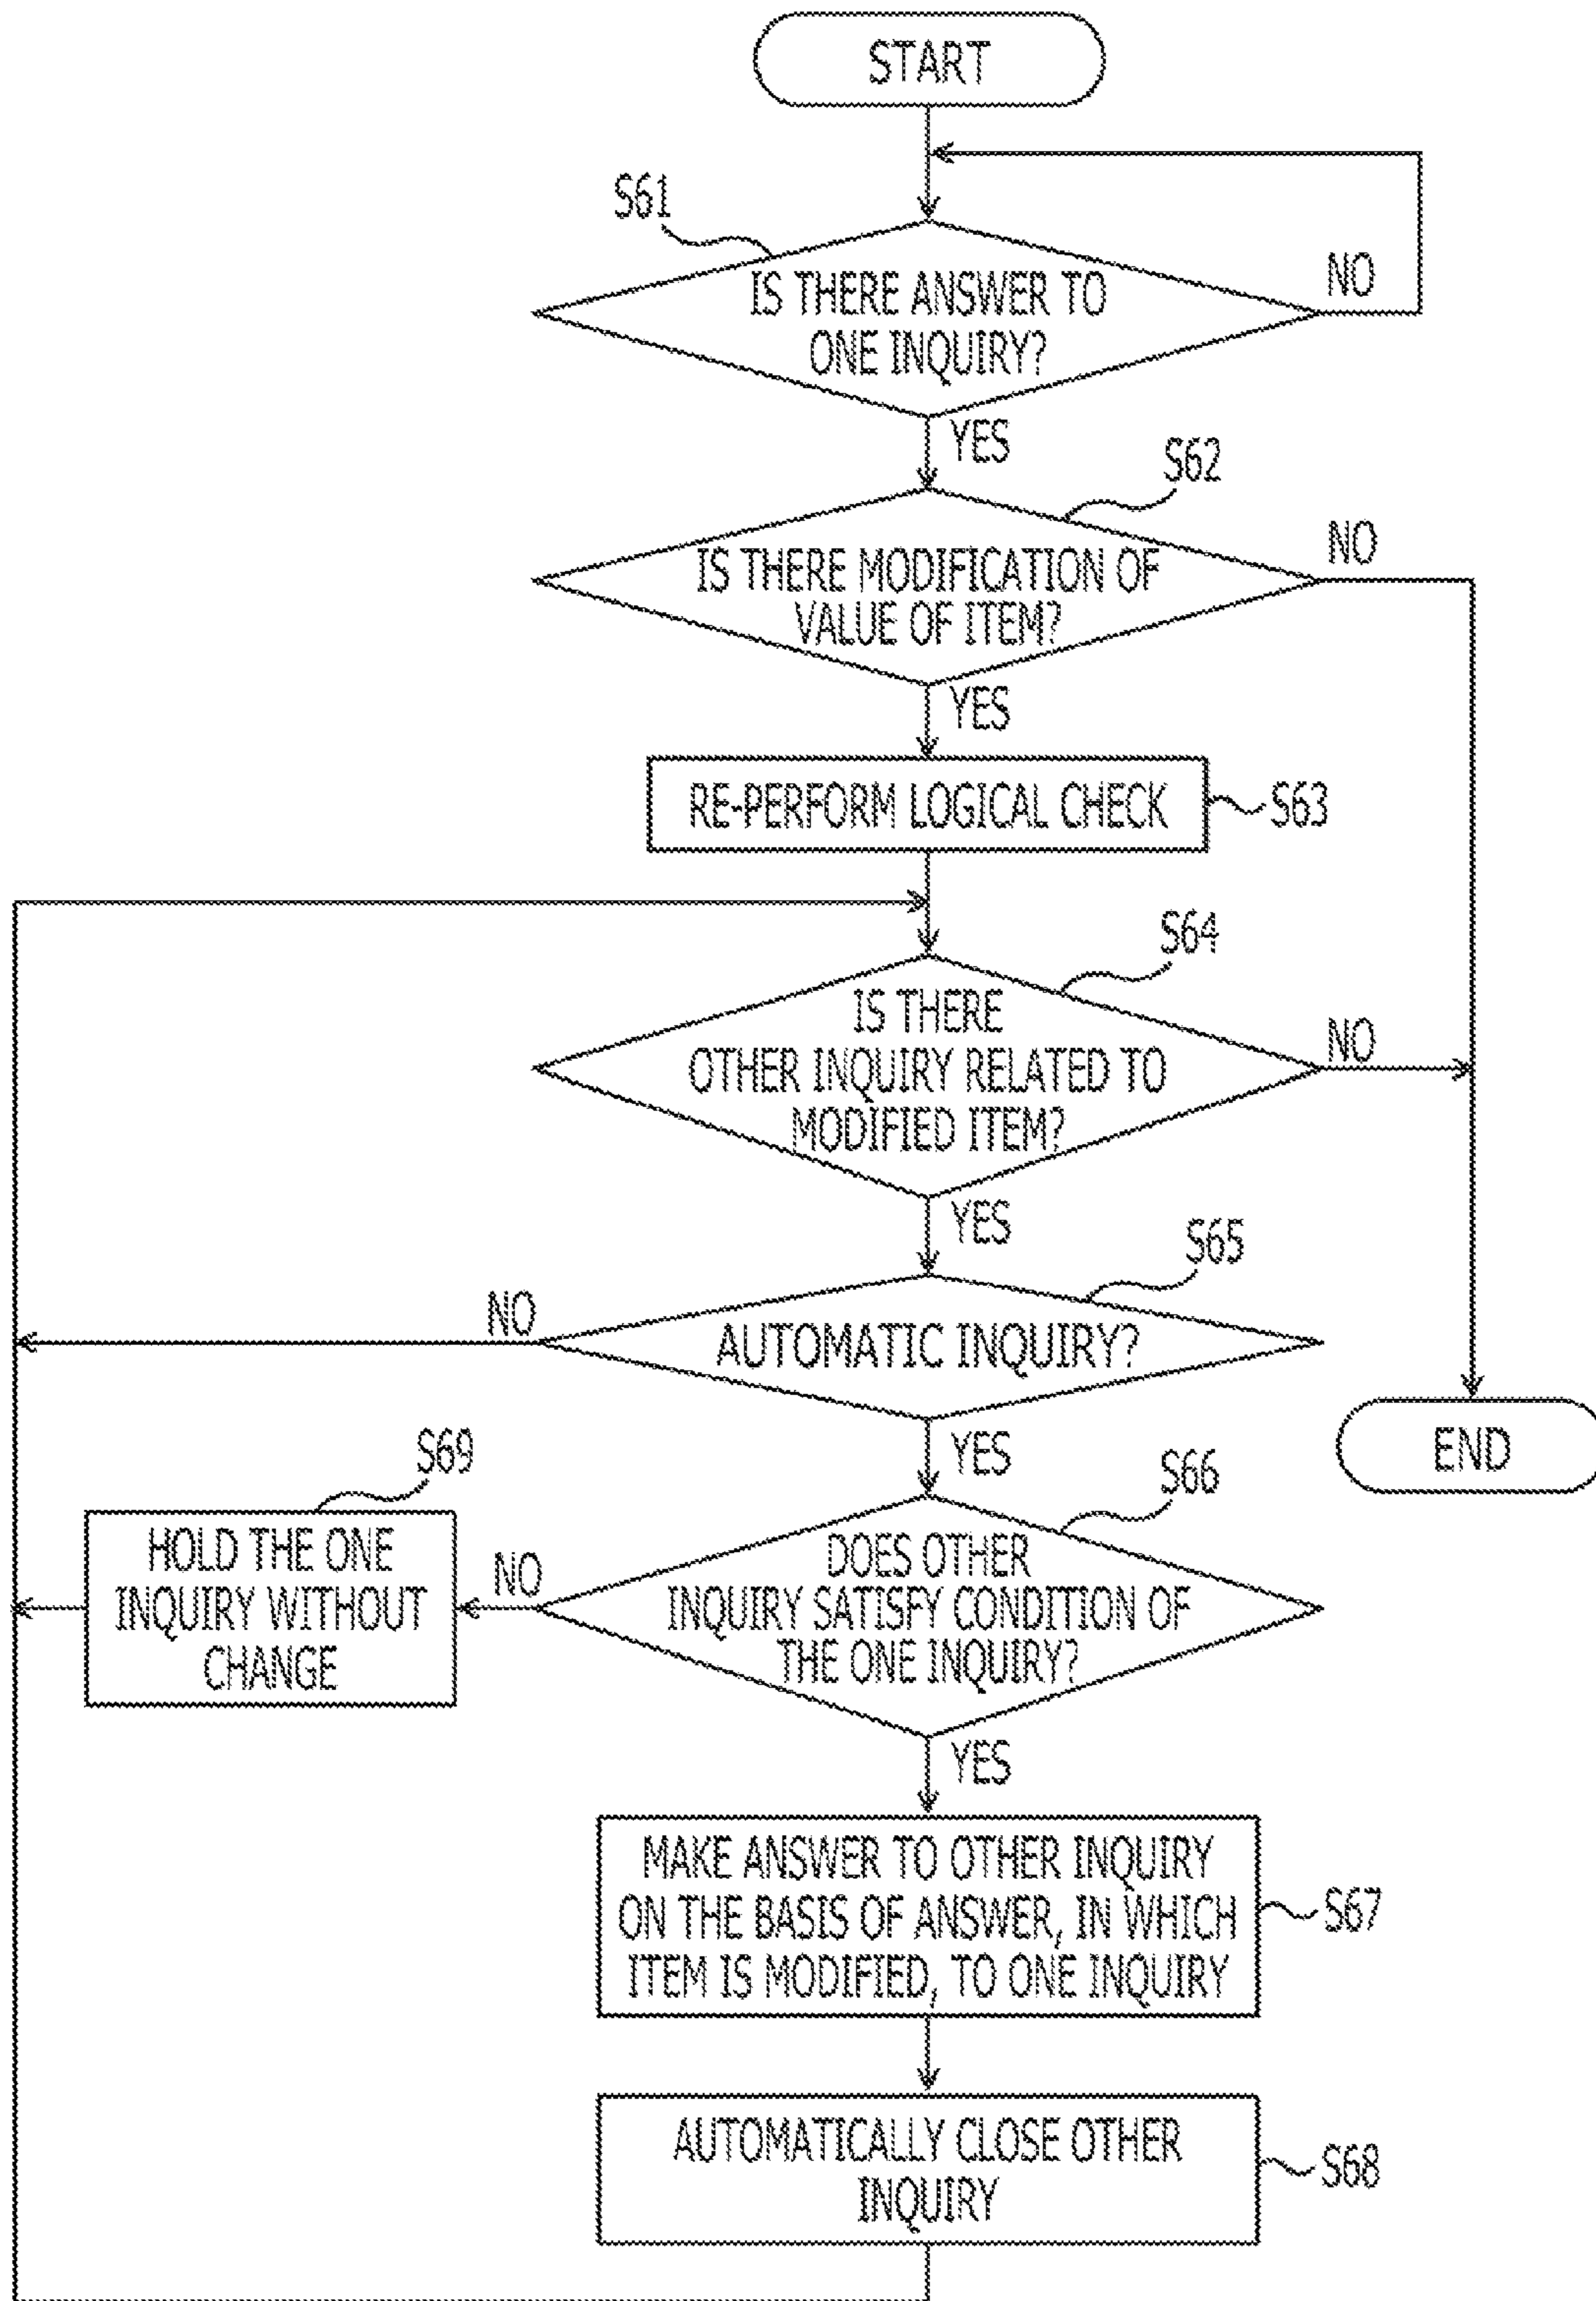 START
S61
IS THERE ANSWER TO
ONE INQUIRY?
NO
YES
S62
IS THERE MODIFICATION OF
VALUE OF ITEM?
NO
YES
RE-PERFORM LOGICAL CHECK
S63
S64
IS THERE
OTHER INQUIRY RELATED TO
MODIFIED ITEM?
NO
YES
S65
AUTOMATIC INQUIRY?
NO
YES
END
S66
DOES OTHER
INQUIRY SATISFY CONDITION OF
THE ONE INQUIRY?
NO
S69
HOLD THE ONE
INQUIRY WITHOUT
CHANGE
YES
MAKE ANSWER TO OTHER INQUIRY
ON THE BASIS OF ANSWER, IN WHICH
ITEM IS MODIFIED, TO ONE INQUIRY
S67
AUTOMATICALLY CLOSE OTHER
INQUIRY
S68